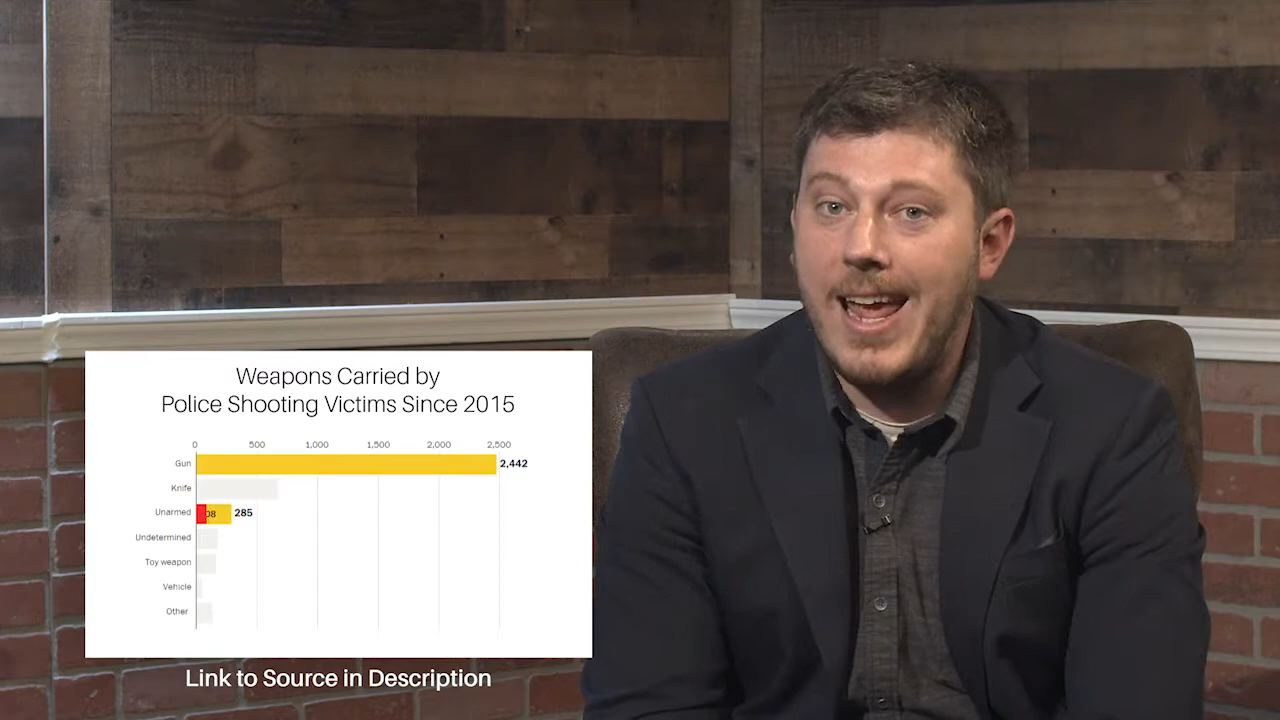 Weapons Carried by
Police Shooting Victims Since 2015
0 500 1,000 1,500 2,000 2,500
Gun 2,442
Knife
Unarmed 285
Undetermined
Toy weapon
Vehicle
Other
Link to Source in Description